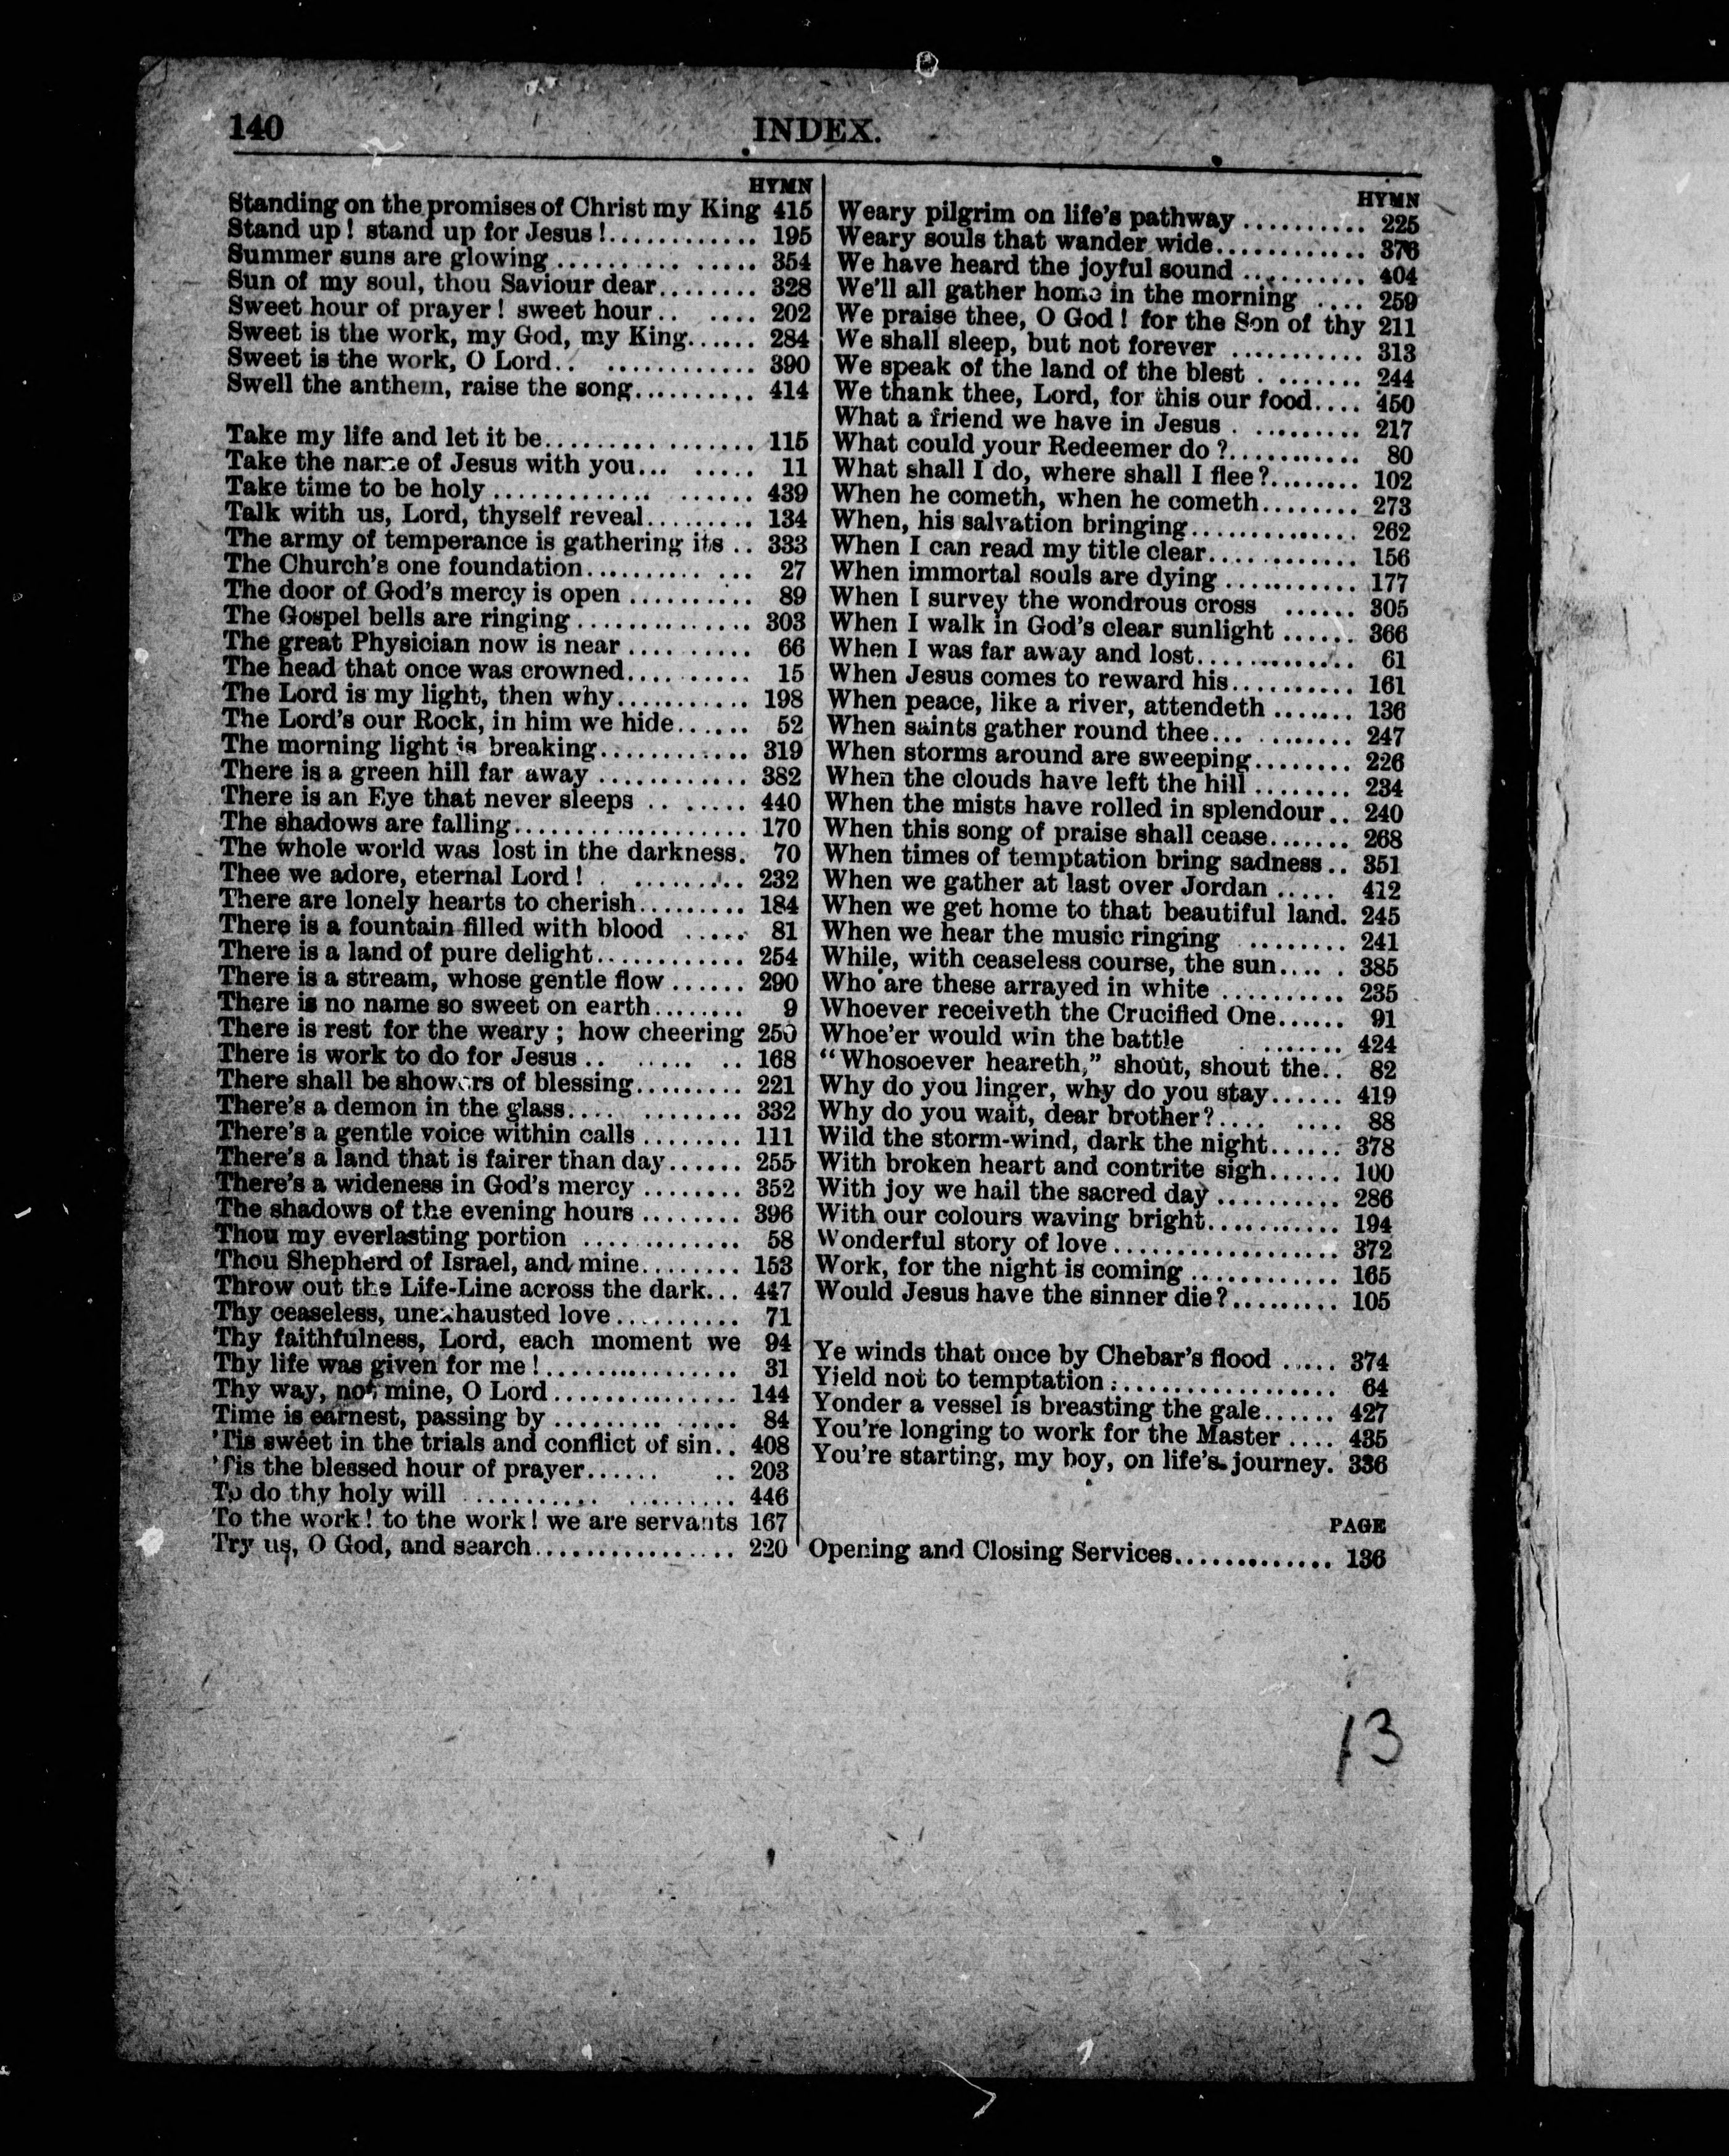 140 INDEX.
HYMN
Standing on the promises of Christ my King 415
Stand up! stand up for Jesus!............ 195
Summer suns are glowing ................ 354
Sun of my soul, thou Saviour dear........ 328
Sweet hour of prayer! sweet hour.. .... 202
Sweet is the work, my God, my King...... 284
Sweet is the work, O Lord.. ............ 390
Swell the anthem, raise the song.......... 414
Take my life and let it be................. 115
Take the name of Jesus with you... ...... 11
Take time to be holy ............. ...... 439
Talk with us, Lord, thyself reveal......... 134
The army of temperance is gathering its .. 333
The Church's one foundation.......... ... 27
The door of God's mercy is open .......... 89
The Gospel bells are ringing .............. 303
The great Physician now is near .......... 66
The head that once was crowned.......... 15
The Lord is my light, then why........... 198
The Lord's our Rock, in him we hide...... 52
The morning light is breaking............ 319
There is a green hill far away ............ 382
There is an Eye that never sleeps ........ 440
The shadows are falling................... 170
The whole world was lost in the darkness. 70
Thee we adore, eternal Lord! . ......... 232
There are lonely hearts to cherish......... 184
There is a fountain filled with blood ..... 81
There is a land of pure delight............ 254
There is a stream, whose gentle flow ...... 290
There is no name so sweet on earth........ 9
There is rest for the weary; how cheering 250
There is work to do for Jesus .. ..... .. 168
There shall be showers of blessing......... 221
There's a demon in the glass.... ........ 332
There's a gentle voice within calls ........ 111
There's a land that is fairer than day...... 255
There's a wideness in God's mercy ........ 352
The shadows of the evening hours ........ 396
Thou my everlasting portion ............. 58
Thou Shepherd of Israel, and mine........ 153
Throw out the Life-Line across the dark... 447
Thy ceaseless, unexhausted love.......... 71
Thy faithfulness, Lord, each moment we 94
Thy life was given for me!................ 31
Thy way, not mine, O Lord............... 144
Time is earnest, passing by ......... ..... 84
'Tis sweet in the trials and conflict of sin.. 408
'Tis the blessed hour of prayer...... .. 203
To do thy holy will ........... ......... 446
To the work! to the work! we are servants 167
Try us, O God, and search................. 220
HYMN
Weary pilgrim on life's pathway .......... 225
Weary souls that wander wide............ 376
We have heard the joyful sound .......... 404
We'll all gather home in the morning .... 259
We praise thee, O God! for the Son of thy 211
We shall sleep, but not forever ........... 313
We speak of the land of the blest . ....... 244
We thank thee, Lord, for this our food.... 450
What a friend we have in Jesus . ......... 217
What could your Redeemer do?........... 80
What shall I do, where shall I flee?........ 102
When he cometh, when he cometh........ 273
When, his salvation bringing.............. 262
When I can read my title clear............ 156
When immortal souls are dying ........... 177
When I survey the wondrous cross ...... 305
When I walk in God's clear sunlight ...... 366
When I was far away and lost............. 61
When Jesus comes to reward his.......... 161
When peace, like a river, attendeth ....... 136
When saints gather round thee... ........ 247
When storms around are sweeping........ 226
When the clouds have left the hill ........ 234
When the mists have rolled in splendour.. 240
When this song of praise shall cease....... 268
When times of temptation bring sadness.. 351
When we gather at last over Jordan ..... 412
When we get home to that beautiful land. 245
When we hear the music ringing ........ 241
While, with ceaseless course, the sun..... . 385
Who are these arrayed in white .......... 235
Whoever receiveth the Crucified One...... 91
Whoe'er would win the battle . ....... 424
"Whosoever heareth," shout, shout the.. 82
Why do you linger, why do you stay...... 419
Why do you wait, dear brother?.... .... 88
Wild the storm-wind, dark the night...... 378
With broken heart and contrite sigh...... 100
With joy we hail the sacred day .......... 286
With our colours waving bright........... 194
Wonderful story of love.................. 372
Work, for the night is coming ............ 165
Would Jesus have the sinner die?......... 105
Ye winds that once by Chebar's flood ..... 374
Yield not to temptation :................. 64
Yonder a vessel is breasting the gale...... 427
You're longing to work for the Master .... 435
You're starting, my boy, on life's journey. 336
PAGE
Opening and Closing Services............. 136
13